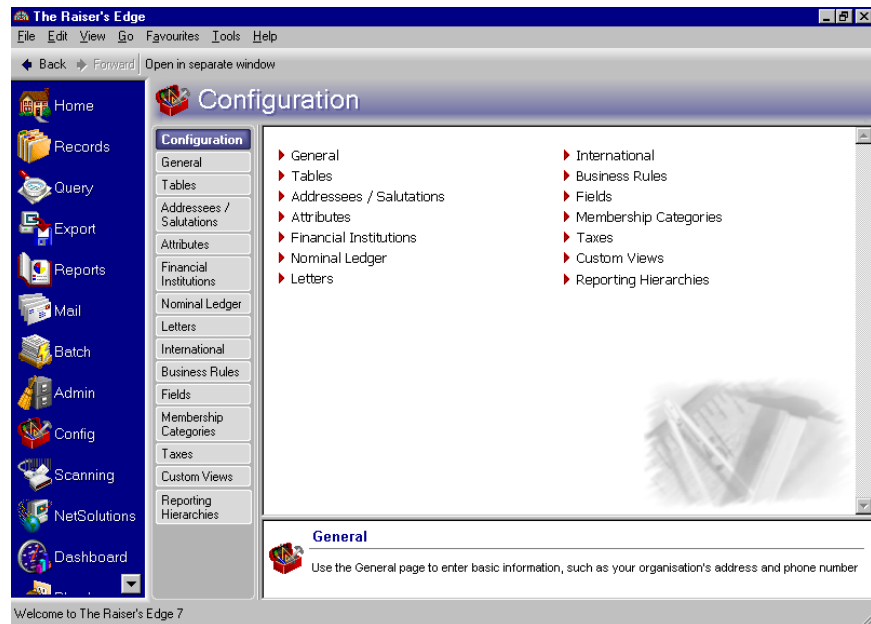 The Raiser's Edge
File Edit View Go Favourites Tools Help
Back Forward Open in separate window
Configuration
Home
Records
Query
Export
Reports
Mail
Batch
Admin
Config
Scanning
NetSolutions
Dashboard
Configuration
General
Tables
Addressees /
Salutations
Attributes
Financial
Institutions
Nominal Ledger
Letters
International
Business Rules
Fields
Membership
Categories
Taxes
Custom Views
Reporting
Hierarchies
General
Tables
Addressees / Salutations
Attributes
Financial Institutions
Nominal Ledger
Letters
International
Business Rules
Fields
Membership Categories
Taxes
Custom Views
Reporting Hierarchies
General
Use the General page to enter basic information, such as your organisation's address and phone number
Welcome to The Raiser's Edge 7